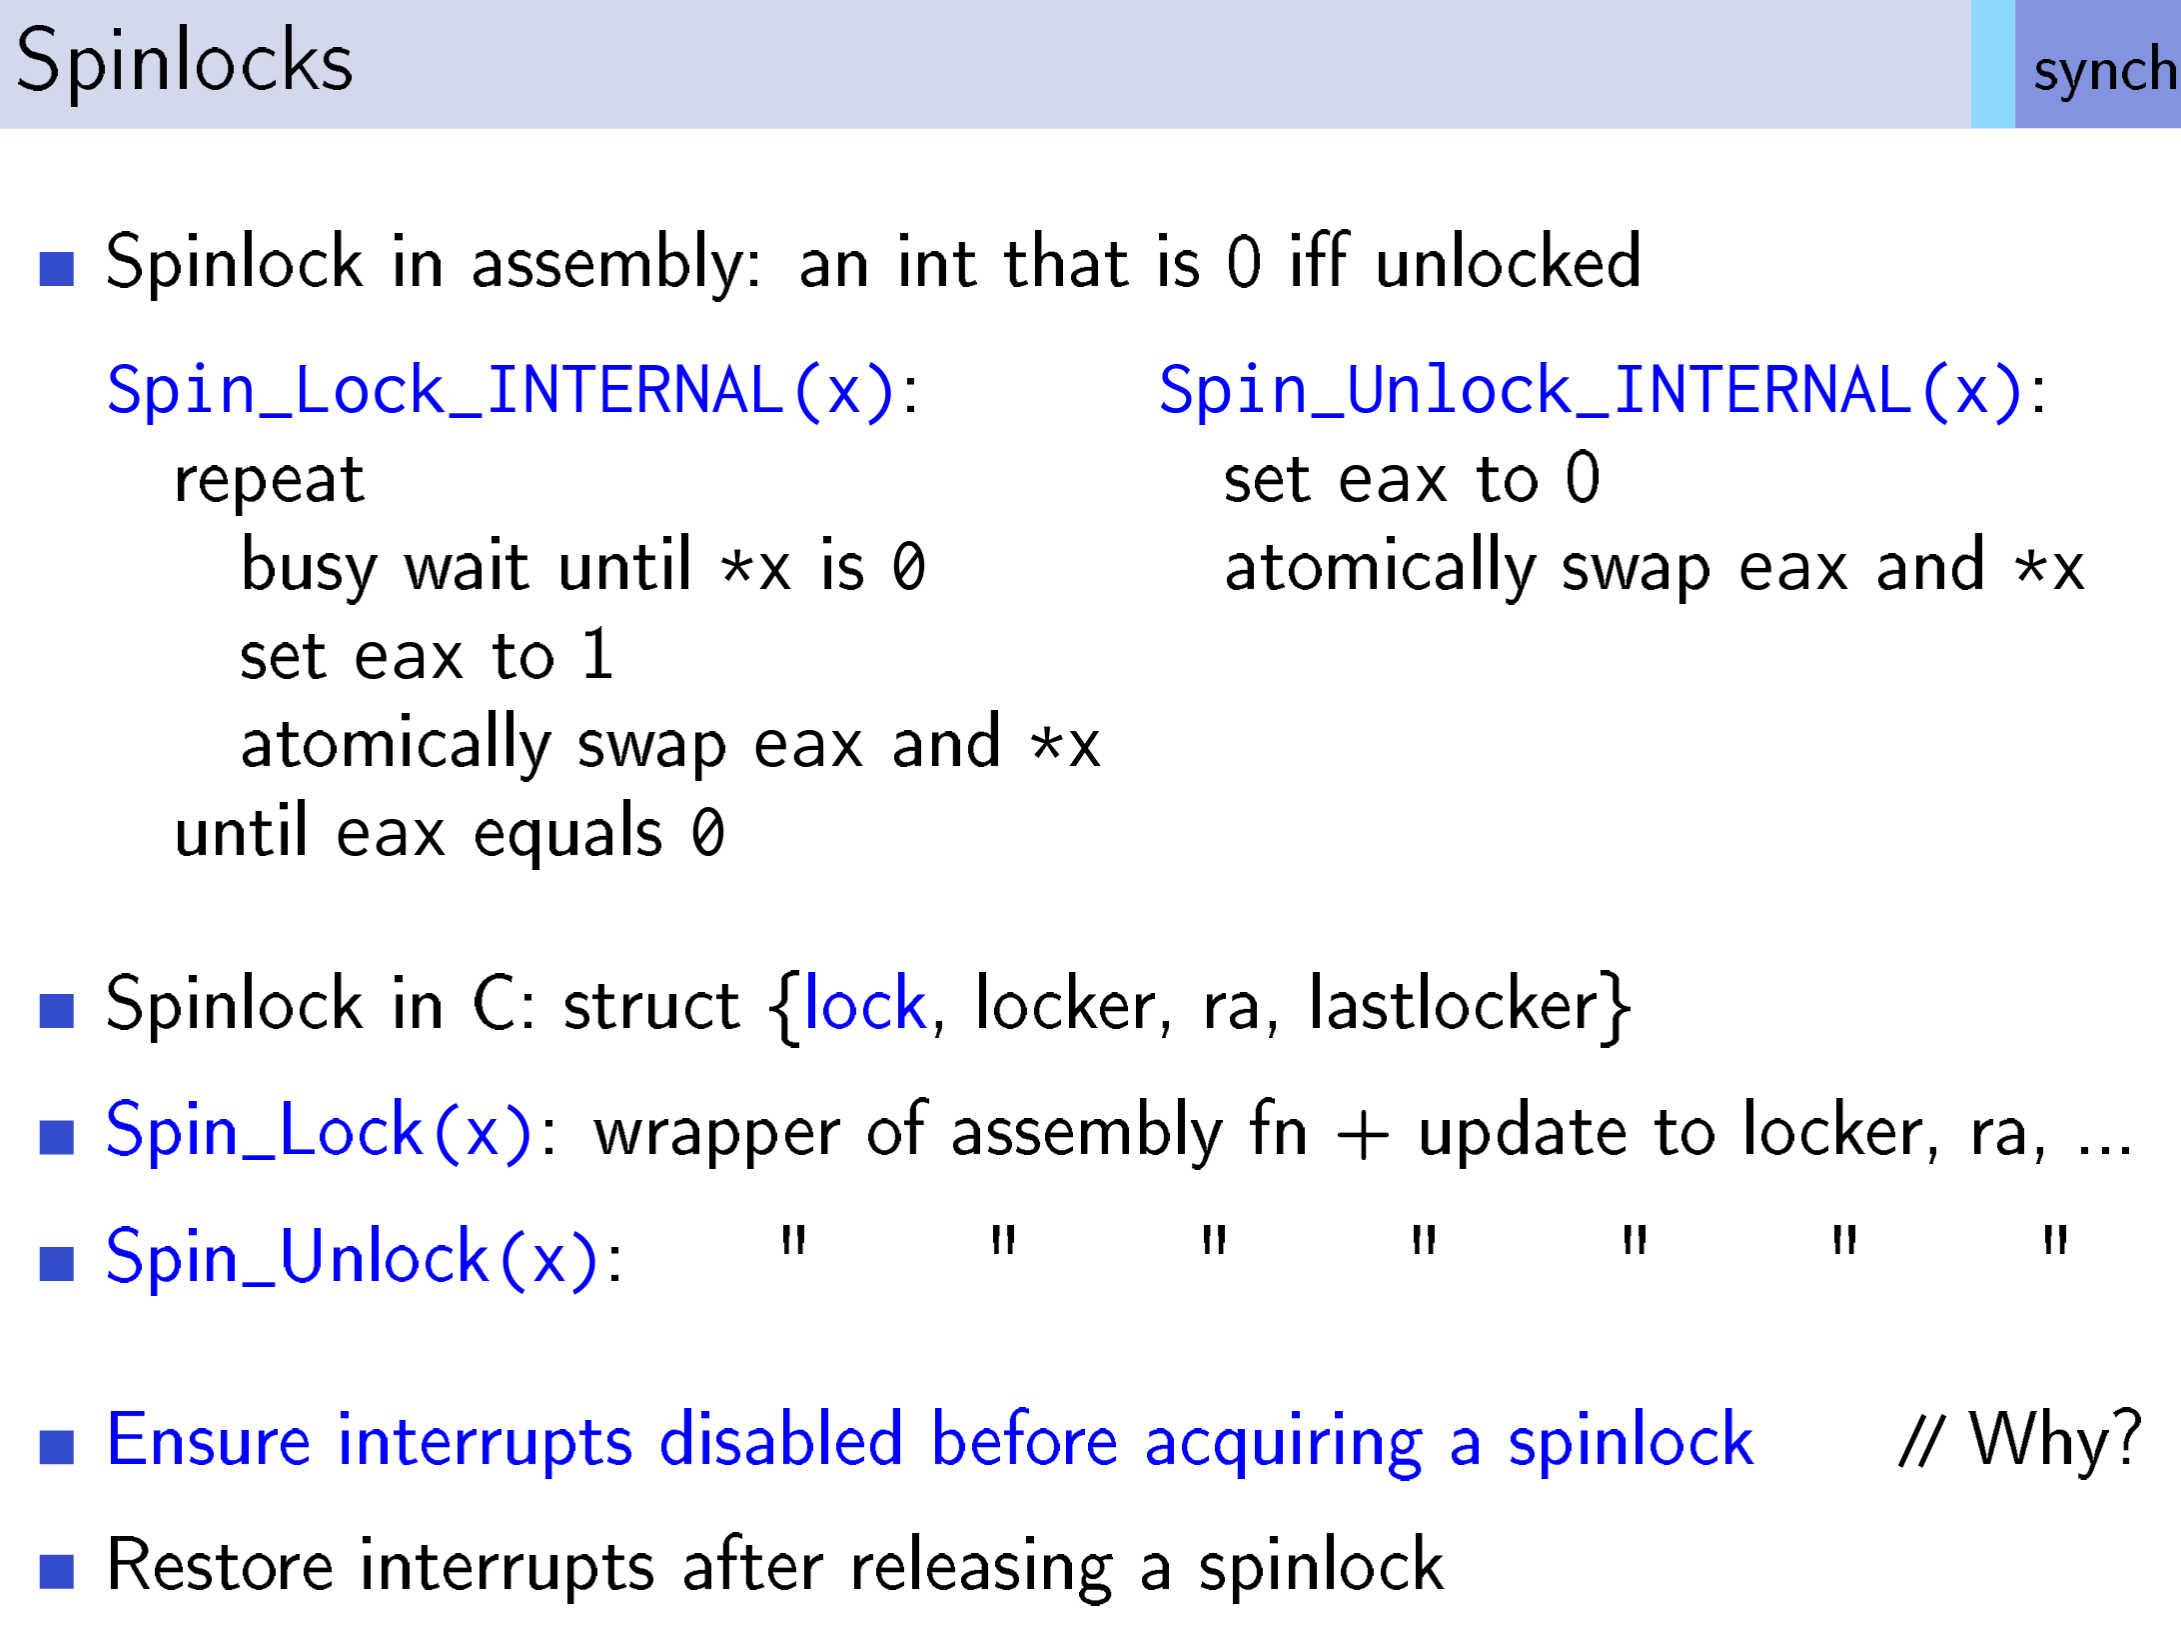 Spinlocks
synch
Spinlock in assembly: an int that is 0 iff unlocked
Spin_Lock_INTERNAL(x):
repeat
busy wait until *x is 0
set eax to 1
atomically swap eax and *x
until eax equals 0
Spin_Unlock_INTERNAL(x):
set eax to 0
atomically swap eax and *x
Spinlock in C: struct {lock, locker, ra, lastlocker}
Spin_Lock(x): wrapper of assembly fn + update to locker, ra, ...
Spin_Unlock(x): " " " " " " "
Ensure interrupts disabled before acquiring a spinlock // Why?
Restore interrupts after releasing a spinlock